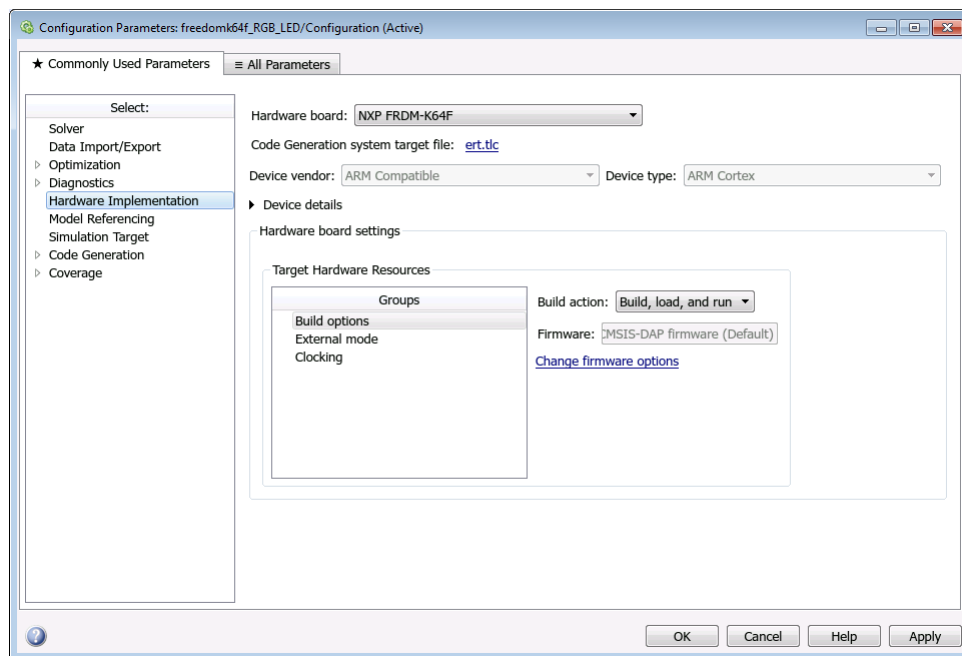 Configuration Parameters: freedomk64f_RGB_LED/Configuration (Active)
★ Commonly Used Parameters
≡ All Parameters
Select:
Solver
Data Import/Export
Optimization
Diagnostics
Hardware Implementation
Model Referencing
Simulation Target
Code Generation
Coverage
Hardware board: NXP FRDM-K64F
Code Generation system target file: ert.tlc
Device vendor: ARM Compatible Device type: ARM Cortex
Device details
Hardware board settings
Target Hardware Resources
Groups
Build options
External mode
Clocking
Build action: Build, load, and run
Firmware: CMSIS-DAP firmware (Default)
Change firmware options
OK Cancel Help Apply